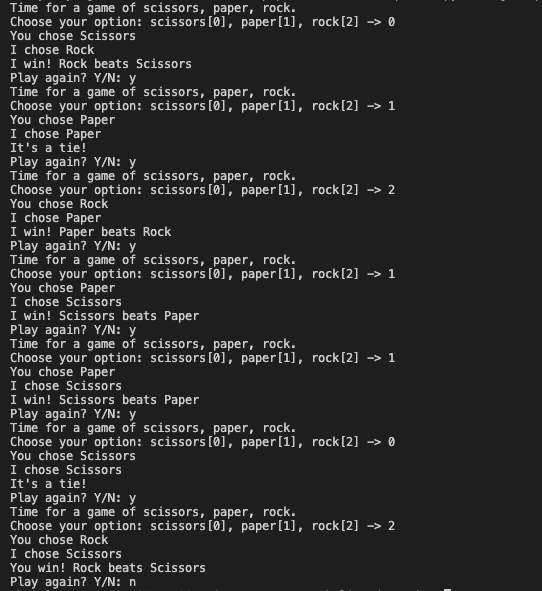 Time for a game of scissors, paper, rock.
Choose your option: scissors[0], paper[1], rock[2] -> 0
You chose Scissors
I chose Rock
I win! Rock beats Scissors
Play again? Y/N: y
Time for a game of scissors, paper, rock.
Choose your option: scissors[0], paper[1], rock[2] -> 1
You chose Paper
I chose Paper
It's a tie!
Play again? Y/N: y
Time for a game of scissors, paper, rock.
Choose your option: scissors[0], paper[1], rock[2] -> 2
You chose Rock
I chose Paper
I win! Paper beats Rock
Play again? Y/N: y
Time for a game of scissors, paper, rock.
Choose your option: scissors[0], paper[1], rock[2] -> 1
You chose Paper
I chose Scissors
I win! Scissors beats Paper
Play again? Y/N: y
Time for a game of scissors, paper, rock.
Choose your option: scissors[0], paper[1], rock[2] -> 1
You chose Paper
I chose Scissors
I win! Scissors beats Paper
Play again? Y/N: y
Time for a game of scissors, paper, rock.
Choose your option: scissors[0], paper[1], rock[2] -> 0
You chose Scissors
I chose Scissors
It's a tie!
Play again? Y/N: y
Time for a game of scissors, paper, rock.
Choose your option: scissors[0], paper[1], rock[2] -> 2
You chose Rock
I chose Scissors
You win! Rock beats Scissors
Play again? Y/N: n